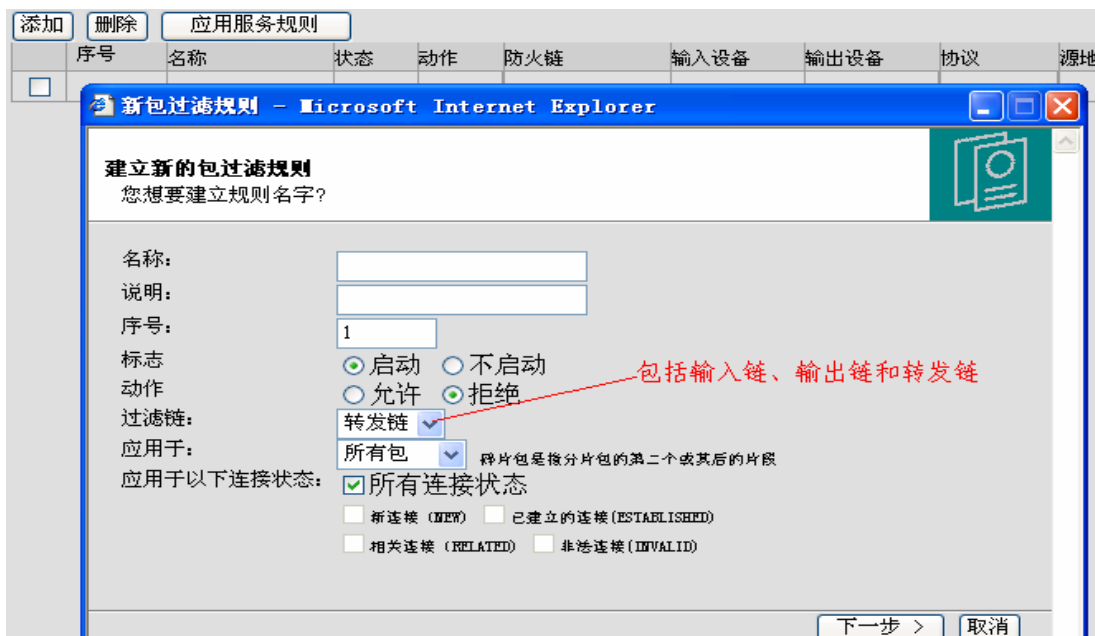 添加 删除 应用服务规则
序号 名称 状态 动作 防火链 输入设备 输出设备 协议 源地
新包过滤规则 - Microsoft Internet Explorer
建立新的包过滤规则
您想要建立规则名字?
名称:
说明:
序号: 1
标志 启动 不启动
动作 允许 拒绝
包括输入链、输出链和转发链
过滤链: 转发链
应用于: 所有包 碎片包是被分片包的第二个或其后的片段
应用于以下连接状态: 所有连接状态
新连接 (NEW) 已建立的连接(ESTABLISHED)
相关连接 (RELATED) 非法连接(INVALID)
下一步 > 取消